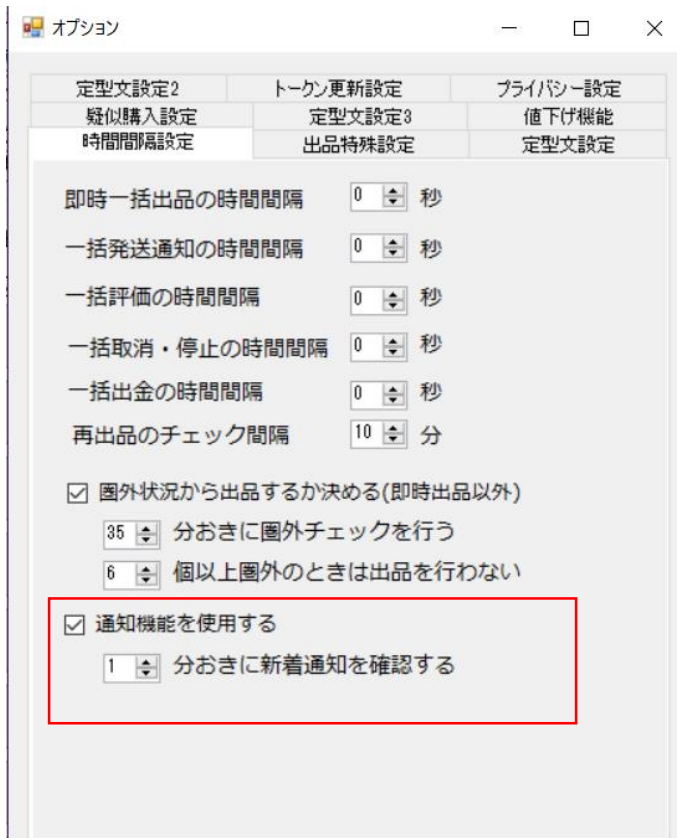 オプション
定型文設定2 トークン更新設定 プライバシー設定
疑似購入設定 定型文設定3 値下げ機能
時間間隔設定 出品特殊設定 定型文設定
即時一括出品の時間間隔 0 秒
一括発送通知の時間間隔 0 秒
一括評価の時間間隔 0 秒
一括取消・停止の時間間隔 0 秒
一括出金の時間間隔 0 秒
再出品のチェック間隔 10 分
圏外状況から出品するか決める(即時出品以外)
35 分おきに圏外チェックを行う
6 個以上圏外のときは出品を行わない
通知機能を使用する
1 分おきに新着通知を確認する